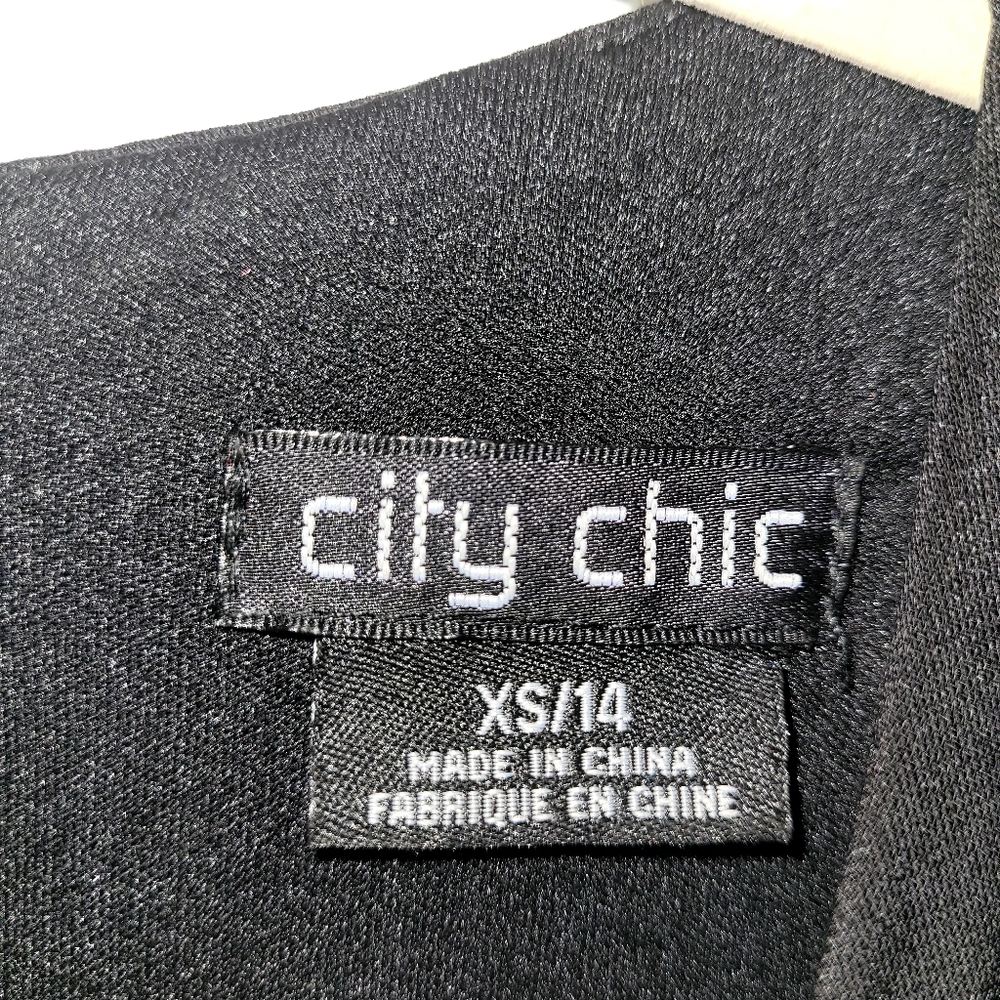 city chic
XS/14
MADE IN CHINA
FABRIQUE EN CHINE